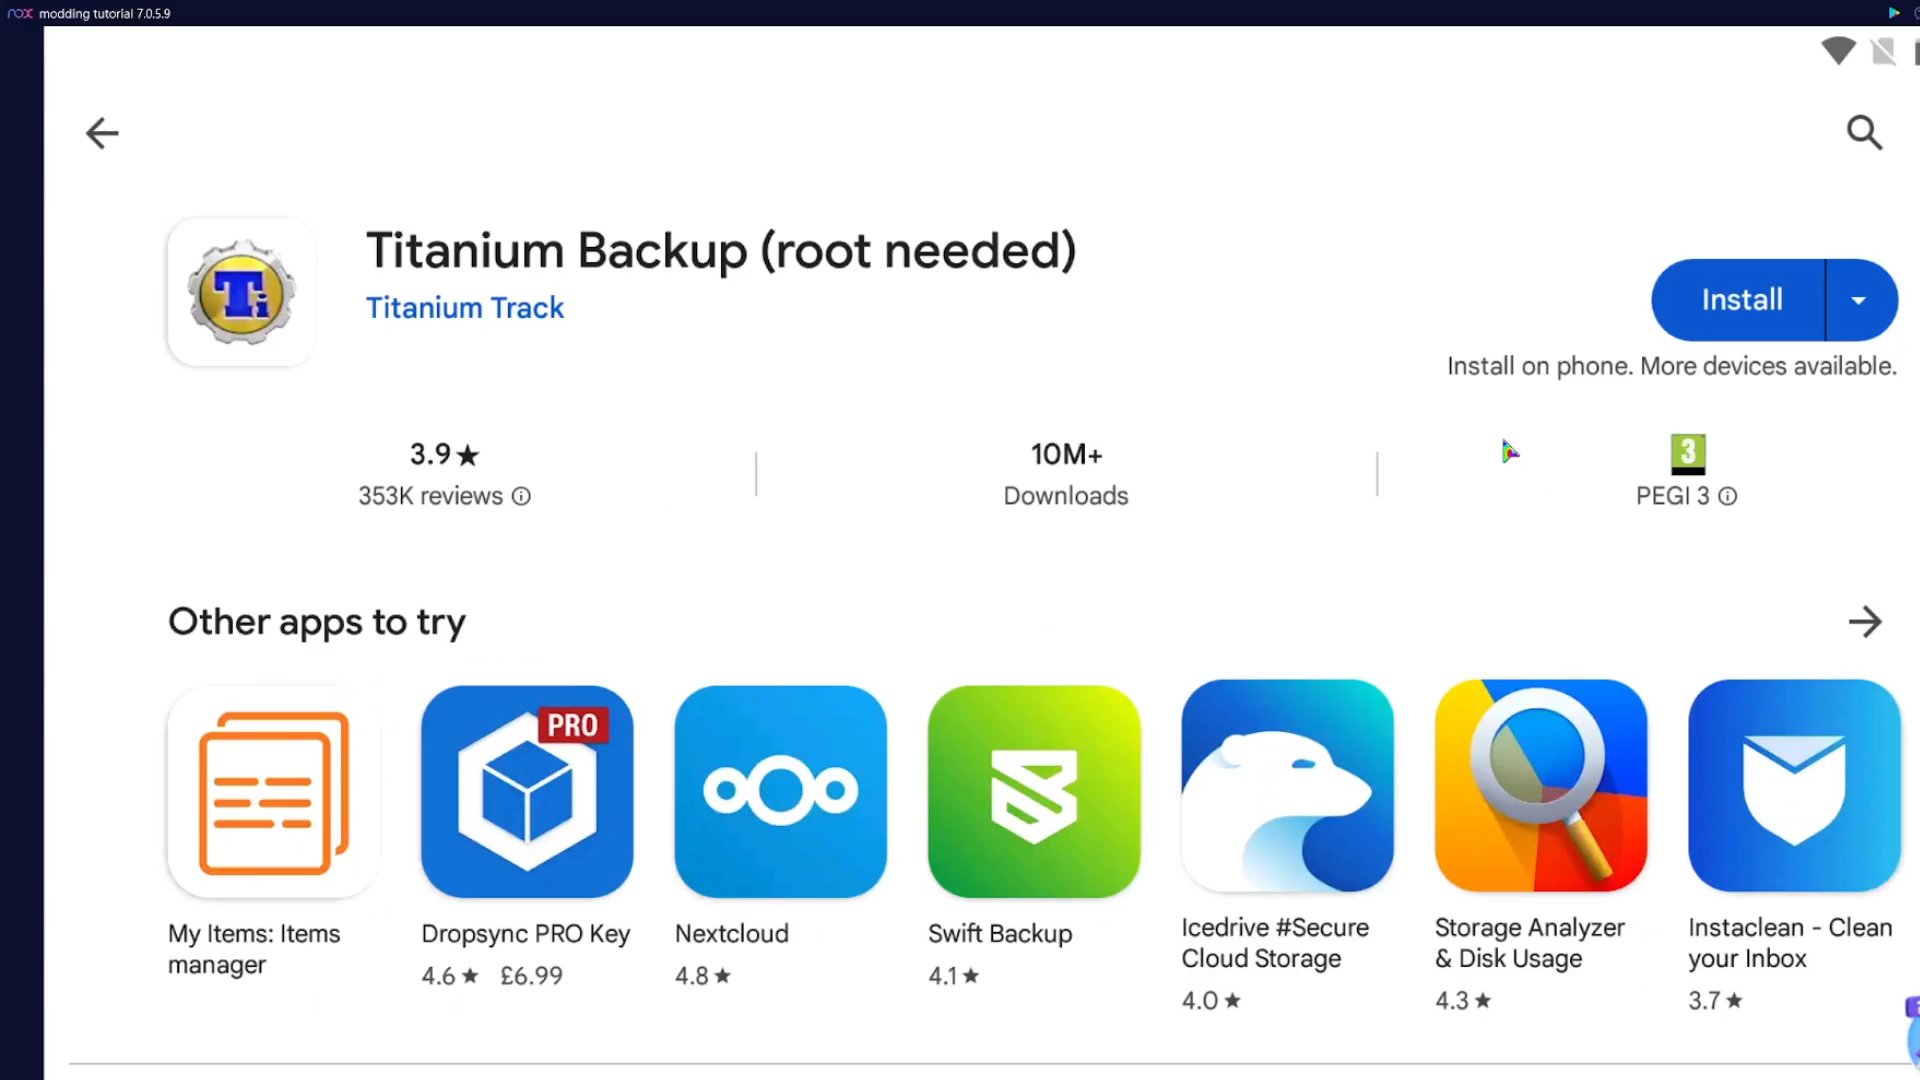 nox modding tutorial 7.0.5.9
Titanium Backup (root needed)
Titanium Track
Ti
Install
Install on phone. More devices available.
3.9★
353K reviews
10M+
Downloads
3
PEGI 3
Other apps to try
PRO
My Items: Items
manager
Dropsync PRO Key
4.6 ★ £6.99
Nextcloud
4.8 ★
Swift Backup
4.1 ★
Icedrive #Secure
Cloud Storage
4.0 ★
Storage Analyzer
& Disk Usage
4.3 ★
Instaclean - Clean
your Inbox
3.7 ★